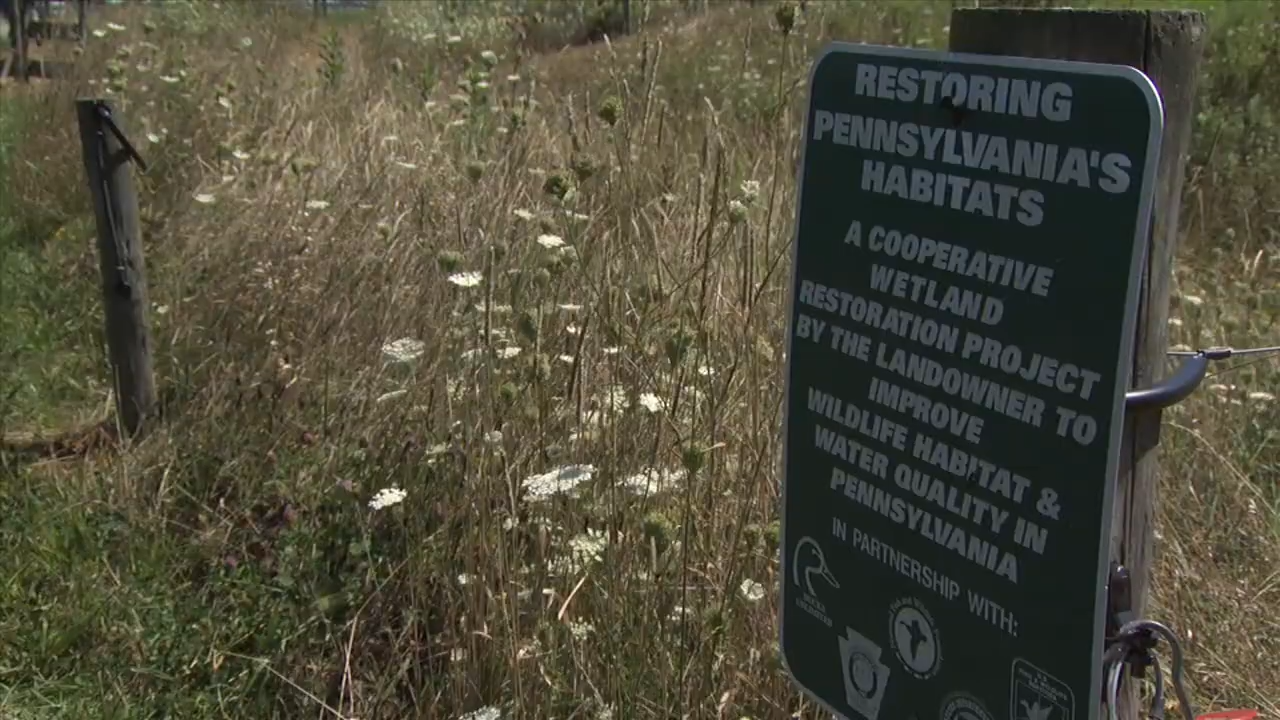 RESTORING
PENNSYLVANIA'S
HABITATS
A COOPERATIVE
WETLAND
RESTORATION PROJECT
BY THE LANDOWNER TO
IMPROVE
WILDLIFE HABITAT &
WATER QUALITY IN
PENNSYLVANIA
IN PARTNERSHIP WITH:
DUCKS
UNLIMITED